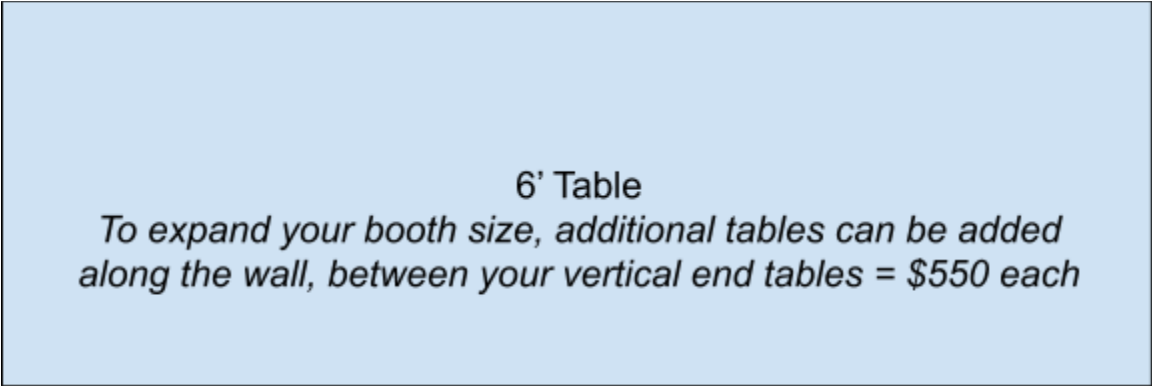 6’ Table
To expand your booth size, additional tables can be added
along the wall, between your vertical end tables = $550 each